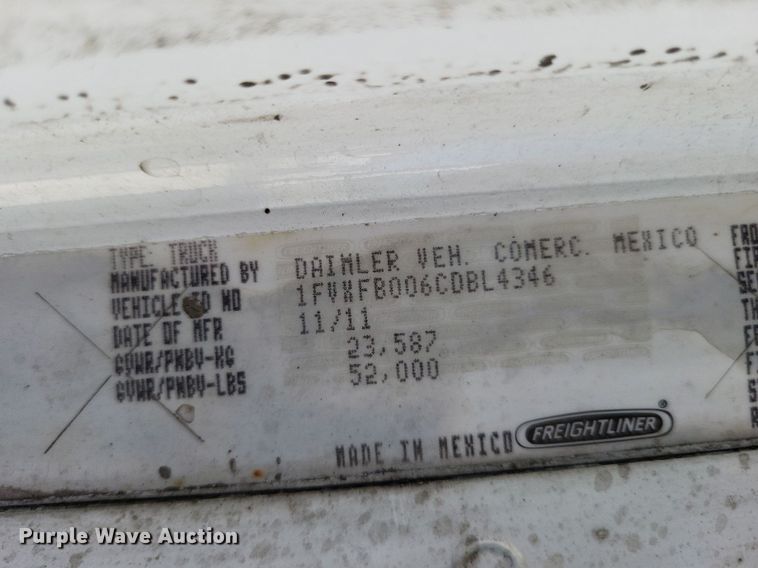 TYPE: TRUCK
MANUFACTURED BY DAIMLER VEH. COMERC. MEXICO
VEHICLE ID NO 1FVXFB006CDBL4346
DATE OF MFR 11/11
GVWR/PNBV-KG 23,587
GVWR/PNBV-LBS 52,000
MADE IN MEXICO FREIGHTLINER®
Purple Wave Auction